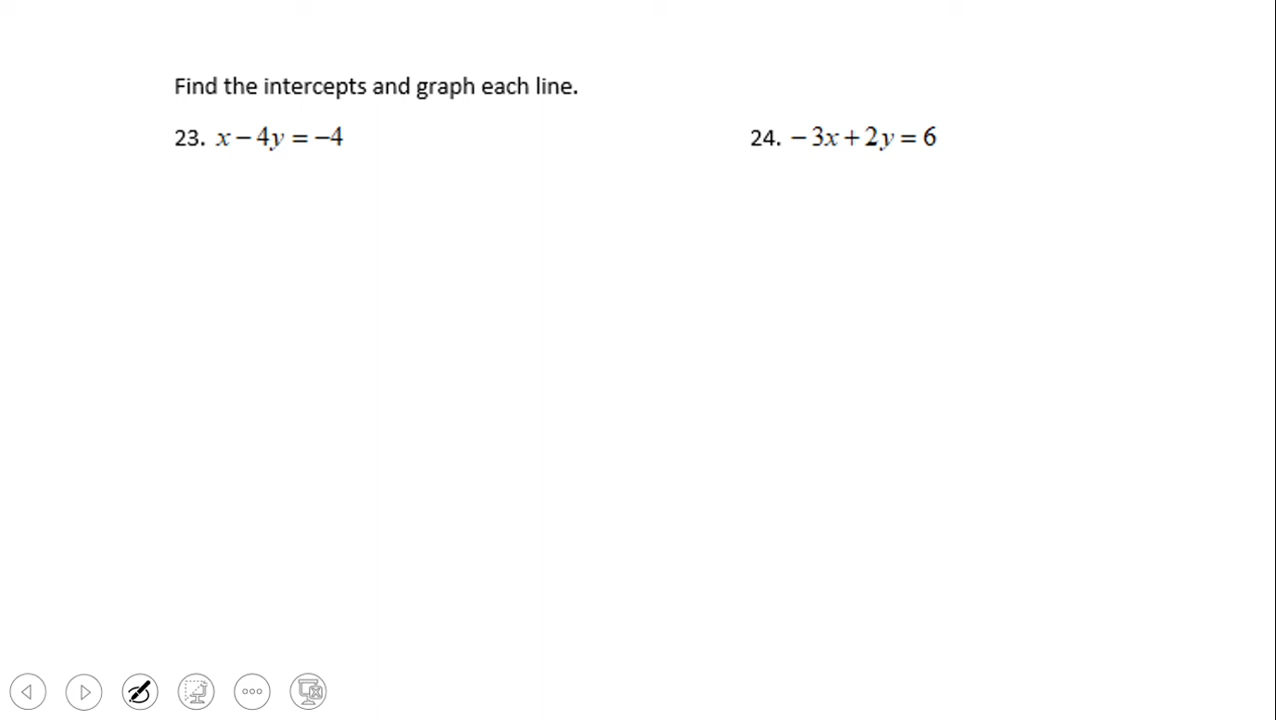 Find the intercepts and graph each line.
23. x − 4y = −4
24. − 3x + 2y = 6